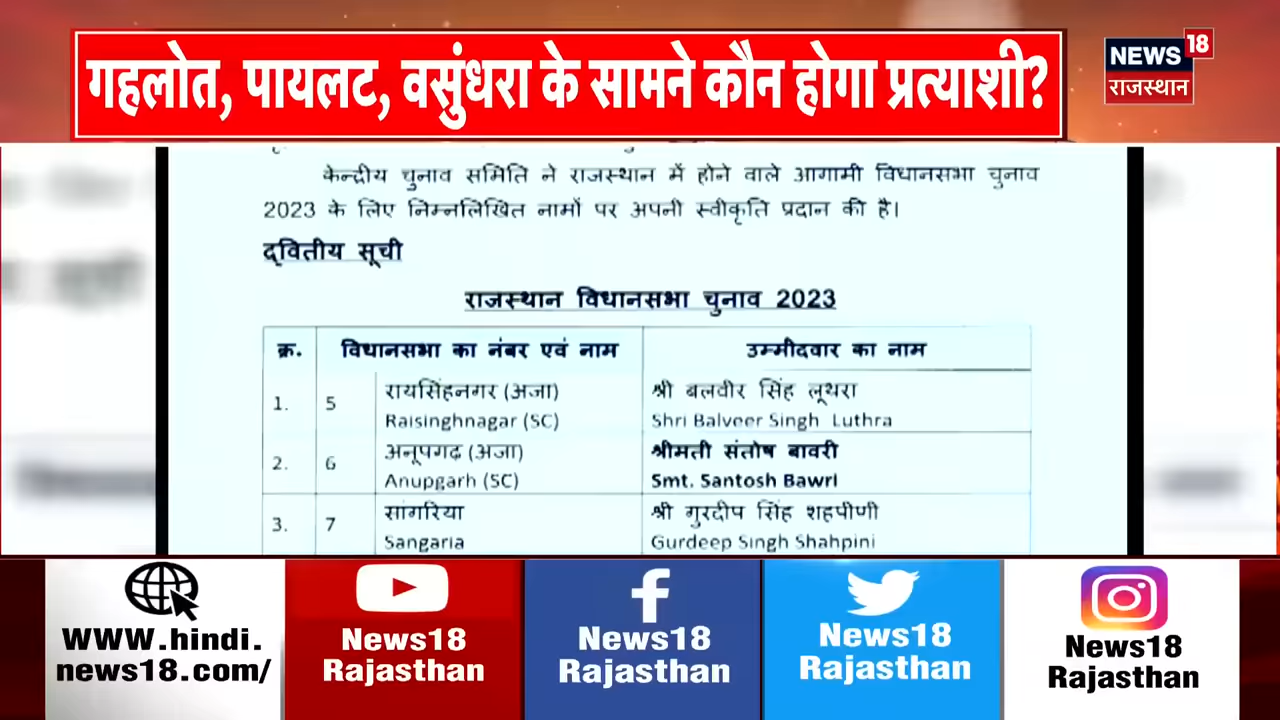 गहलोत, पायलट, वसुंधरा के सामने कौन होगा प्रत्याशी?
NEWS 18
राजस्थान
केन्द्रीय चुनाव समिति ने राजस्थान में होने वाले आगामी विधानसभा चुनाव
2023 के लिए निम्नलिखित नामों पर अपनी स्वीकृति प्रदान की है।
द्वितीय सूची
राजस्थान विधानसभा चुनाव 2023
क्र. विधानसभा का नंबर एवं नाम उम्मीदवार का नाम
1. 5 रायसिंहनगर (अजा) श्री बलवीर सिंह लूथरा
Raisinghnagar (SC) Shri Balveer Singh Luthra
2. 6 अनूपगढ़ (अजा) श्रीमती संतोष बावरी
Anupgarh (SC) Smt. Santosh Bawri
3. 7 सांगरिया श्री गुरदीप सिंह शहपीणी
Sangaria Gurdeep Singh Shahpini
WWW.hindi.
news18.com/
News18
Rajasthan
News18
Rajasthan
News18
Rajasthan
News18
Rajasthan